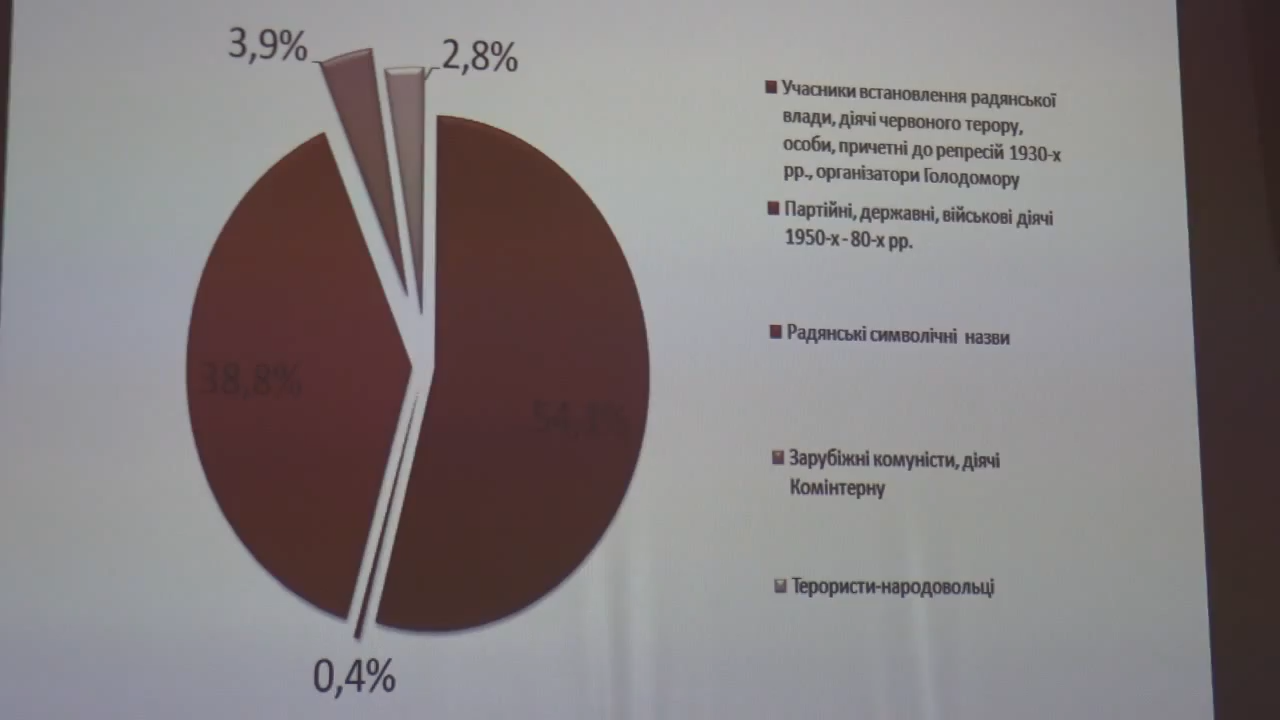 3,9%
2,8%
38,8%
0,4%
Учасники встановлення радянської
влади, діячі червоного терору,
особи, причетні до репресій 1930-х
рр., організатори Голодомору
Партійні, державні, військові діячі
1950-х - 80-х рр.
Радянські символічні назви
Зарубіжні комуністи, діячі
Комінтерну
Терористи-народовольці